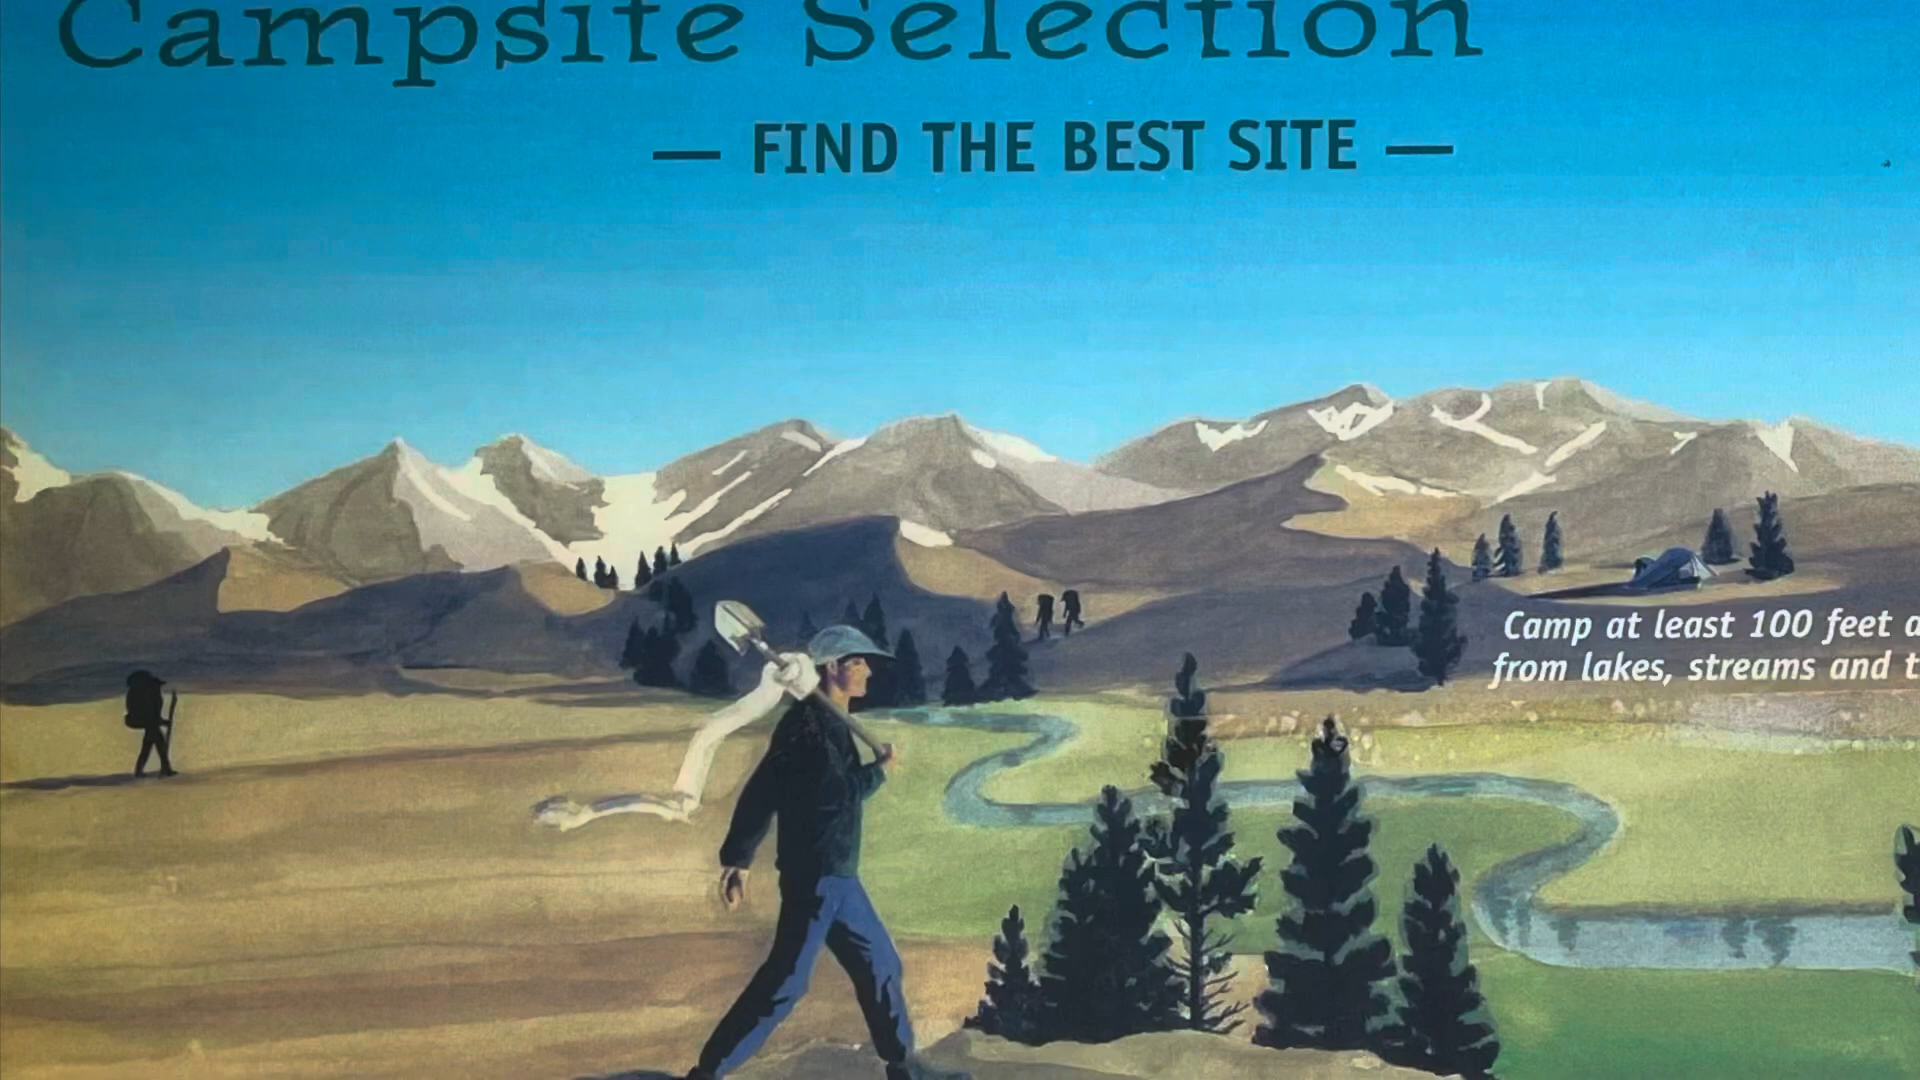 Campsite Selection
— FIND THE BEST SITE —
Camp at least 100 feet
from lakes, streams and